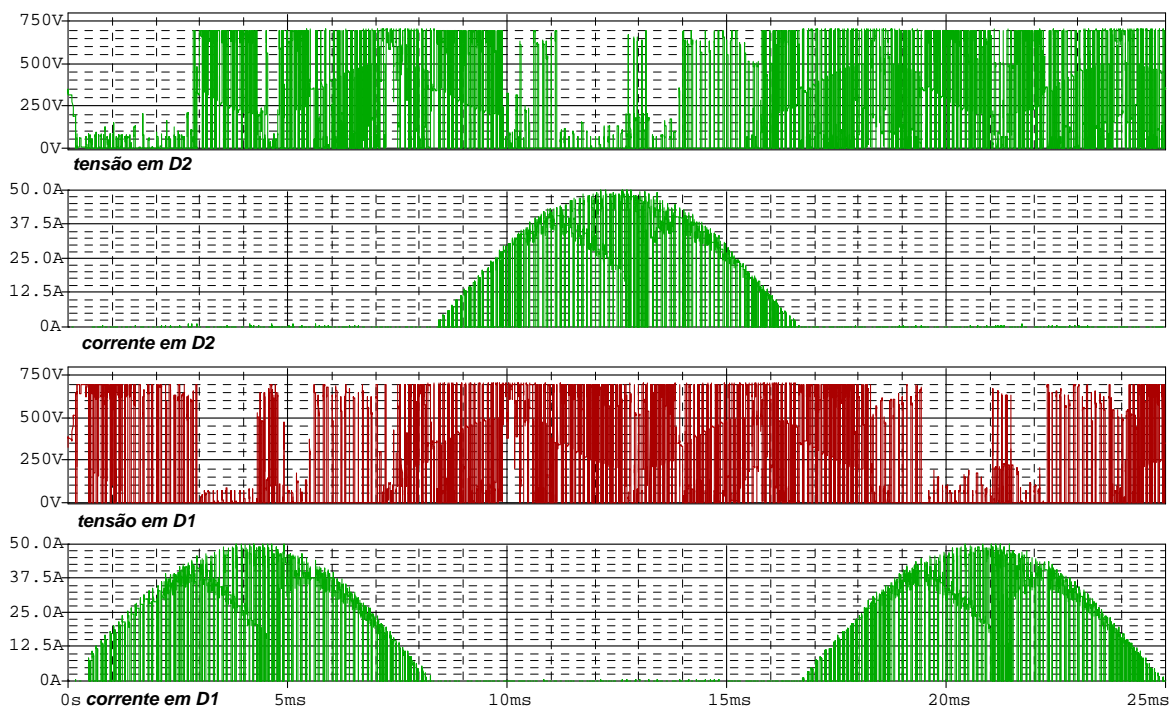 750V
500V
250V
0V
tensão em D2
50.0A
37.5A
25.0A
12.5A
0A
corrente em D2
750V
500V
250V
0V
tensão em D1
50.0A
37.5A
25.0A
12.5A
0A
0s corrente em D1 5ms 10ms 15ms 20ms 25ms